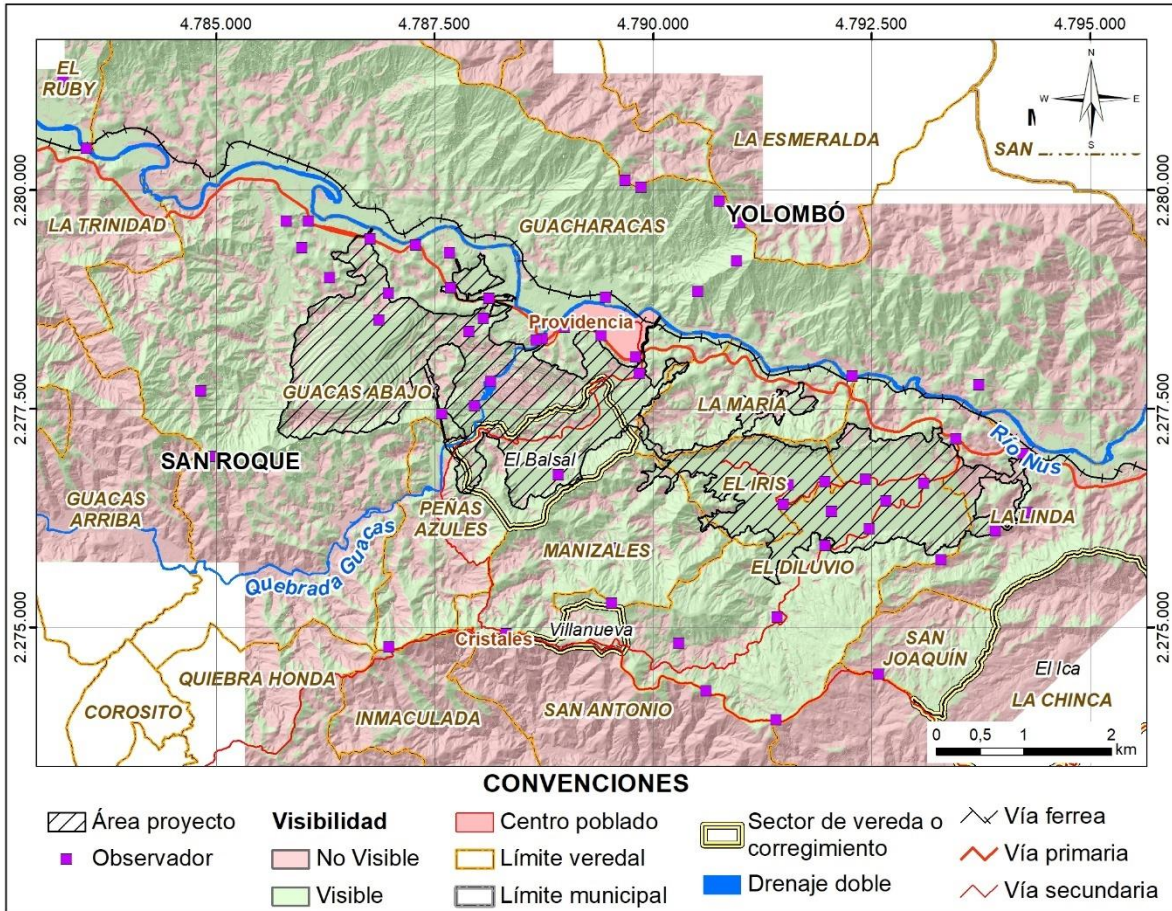 4.785.000
4.787.500
4.790.000
4.792.500
4.795.000
N
W
E
S
EL
RUBY
LA ESMERALDA
SAN
2.280.000
2.280.000
LA TRINIDAD
GUACHARACAS
YOLOMBÓ
Providencia
GUACAS ABAJO
LA MARÍA
2.277.500
2.277.500
SAN ROQUE
El Balsal
EL IRIS
Río Nus
GUACAS
ARRIBA
PEÑAS
AZULES
LA LINDA
MANIZALES
EL DILUVIO
Quebrada Guacas
2.275.000
2.275.000
Cristales
Villanueva
SAN
JOAQUÍN
El Ica
QUIEBRA HONDA
LA CHINCA
COROSITO
INMACULADA
SAN ANTONIO
0 0,5 1 2
km
CONVENCIONES
Área proyecto
Observador
Visibilidad
No Visible
Visible
Centro poblado
Límite veredal
Límite municipal
Sector de vereda o
corregimiento
Drenaje doble
Vía ferrea
Vía primaria
Vía secundaria